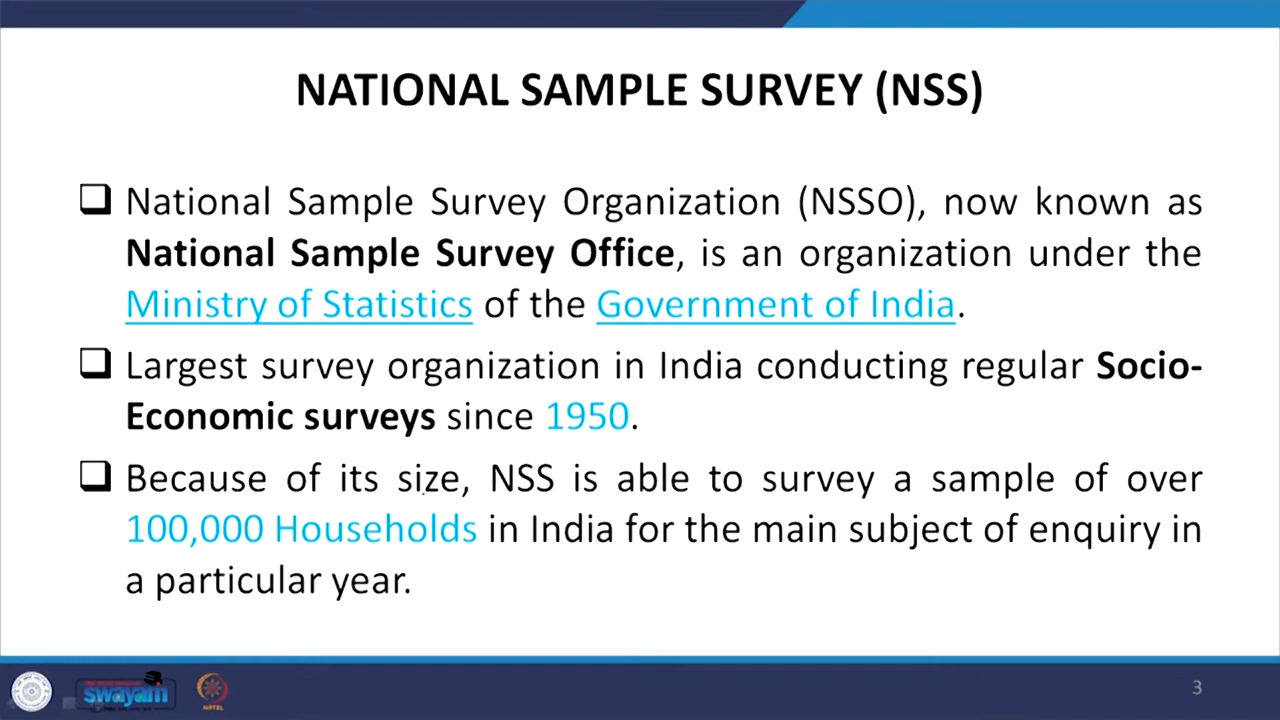 NATIONAL SAMPLE SURVEY (NSS)
National Sample Survey Organization (NSSO), now known as
National Sample Survey Office, is an organization under the
Ministry of Statistics of the Government of India.
Largest survey organization in India conducting regular Socio-
Economic surveys since 1950.
Because of its size, NSS is able to survey a sample of over
100,000 Households in India for the main subject of enquiry in
a particular year.
swayam
NPTEL
3